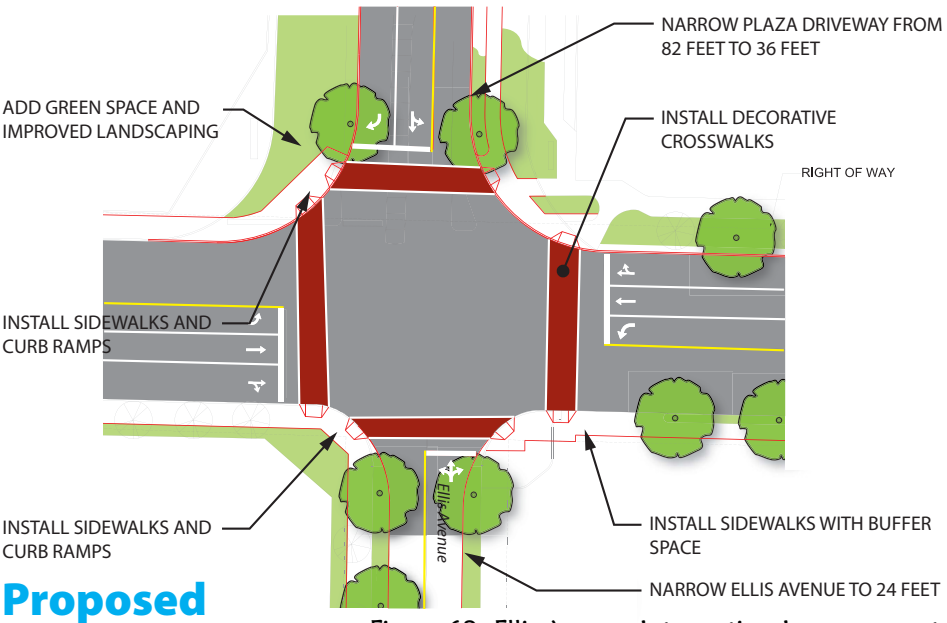 NARROW PLAZA DRIVEWAY FROM
82 FEET TO 36 FEET
ADD GREEN SPACE AND
IMPROVED LANDSCAPING
INSTALL DECORATIVE
CROSSWALKS
RIGHT OF WAY
INSTALL SIDEWALKS AND
CURB RAMPS
Ellis Avenue
INSTALL SIDEWALKS AND
CURB RAMPS
INSTALL SIDEWALKS WITH BUFFER
SPACE
NARROW ELLIS AVENUE TO 24 FEET
Proposed